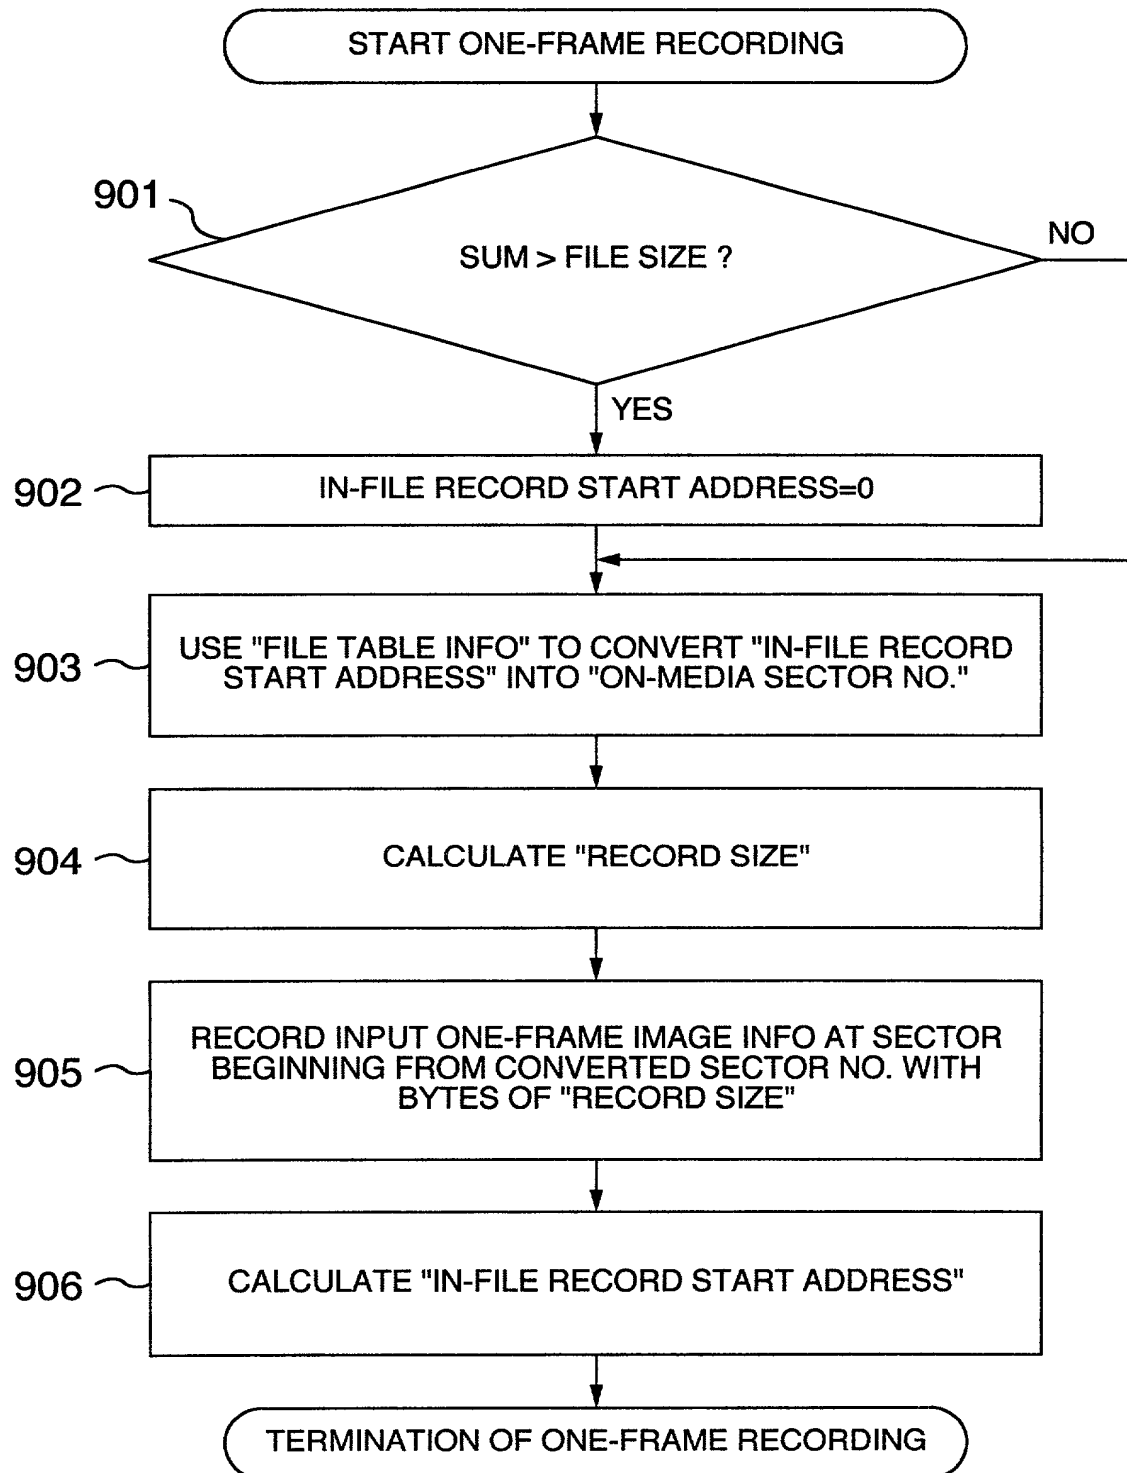 START ONE-FRAME RECORDING
901
SUM > FILE SIZE ?
NO
YES
902
IN-FILE RECORD START ADDRESS=0
903
USE "FILE TABLE INFO" TO CONVERT "IN-FILE RECORD
START ADDRESS" INTO "ON-MEDIA SECTOR NO."
904
CALCULATE "RECORD SIZE"
905
RECORD INPUT ONE-FRAME IMAGE INFO AT SECTOR
BEGINNING FROM CONVERTED SECTOR NO. WITH
BYTES OF "RECORD SIZE"
906
CALCULATE "IN-FILE RECORD START ADDRESS"
TERMINATION OF ONE-FRAME RECORDING